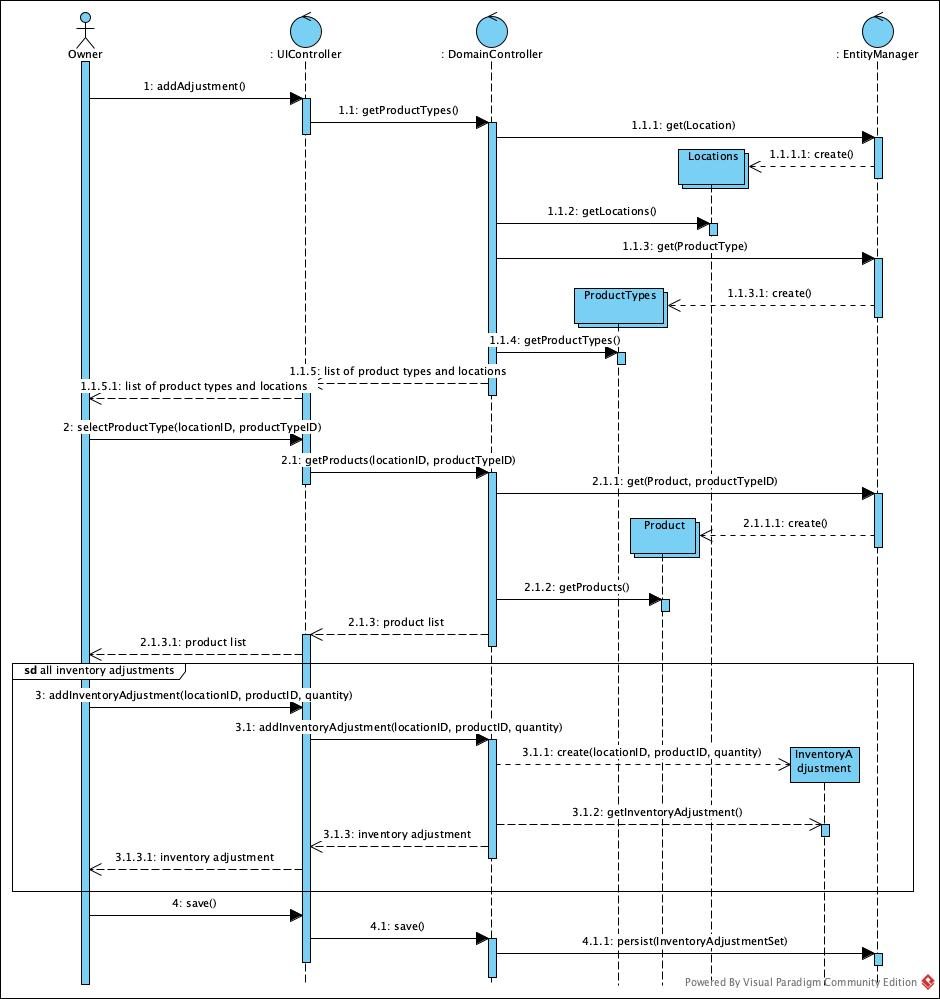 Owner
: UIController
: DomainController
: EntityManager
1: addAdjustment()
1.1: getProductTypes()
1.1.1: get(Location)
Locations
1.1.1.1: create()
1.1.2: getLocations()
1.1.3: get(ProductType)
ProductTypes
1.1.3.1: create()
1.1.4: getProductTypes()
1.1.5: list of product types and locations
1.1.5.1: list of product types and locations
2: selectProductType(locationID, productTypeID)
2.1: getProducts(locationID, productTypeID)
2.1.1: get(Product, productTypeID)
Product
2.1.1.1: create()
2.1.2: getProducts()
2.1.3: product list
2.1.3.1: product list
sd all inventory adjustments
3: addInventoryAdjustment(locationID, productID, quantity)
3.1: addInventoryAdjustment(locationID, productID, quantity)
3.1.1: create(locationID, productID, quantity)
InventoryA
djustment
3.1.2: getInventoryAdjustment()
3.1.3: inventory adjustment
3.1.3.1: inventory adjustment
4: save()
4.1: save()
4.1.1: persist(InventoryAdjustmentSet)
Powered By Visual Paradigm Community Edition